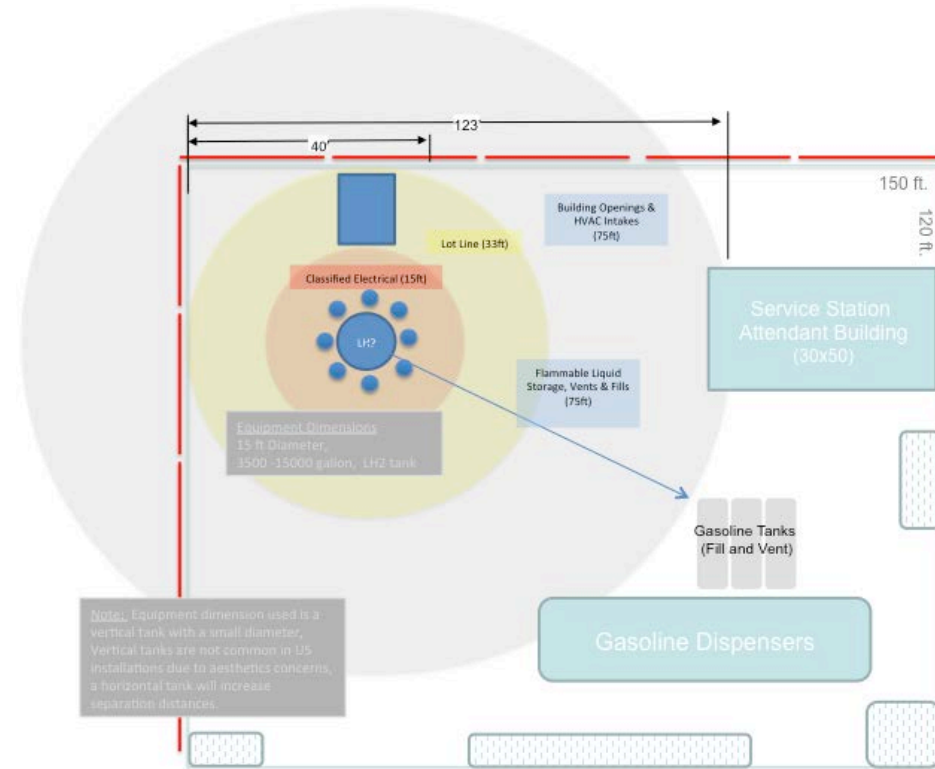 123'
40'
150 ft.
120 ft.
Building Openings &
HVAC Intakes
(75ft)
Lot Line (33ft)
Classified Electrical (15ft)
Service Station
Attendant Building
(30x50)
LH2
Flammable Liquid
Storage, Vents & Fills
(75ft)
Equipment Dimensions
15 ft Diameter,
3500 -15000 gallon, LH2 tank
Gasoline Tanks
(Fill and Vent)
Note: Equipment dimension used is a
vertical tank with a small diameter,
Vertical tanks are not common in US
installations due to aesthetics concerns,
a horizontal tank will increase
separation distances.
Gasoline Dispensers